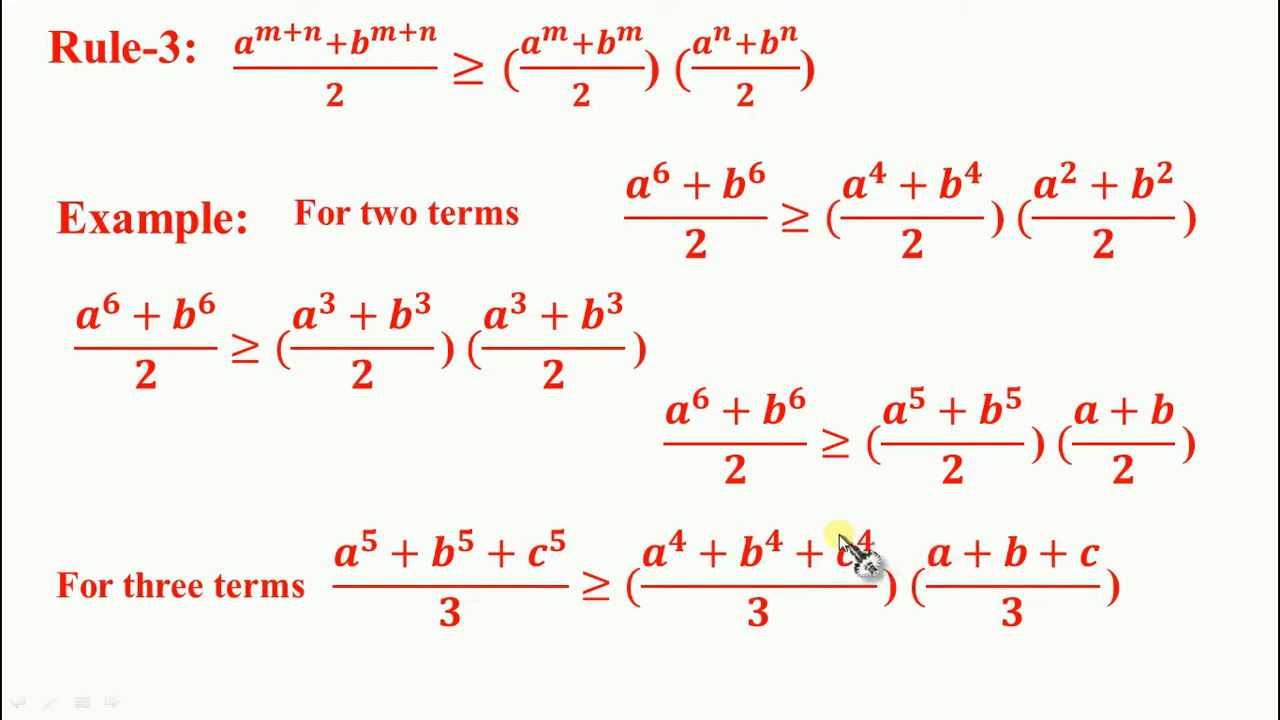 Rule-3: (a^{m+n}+b^{m+n})/2 ≥ ((a^m+b^m)/2) ((a^n+b^n)/2)
Example: For two terms (a^6 + b^6)/2 ≥ ((a^4 + b^4)/2) ((a^2 + b^2)/2)
(a^6 + b^6)/2 ≥ ((a^3 + b^3)/2) ((a^3 + b^3)/2)
(a^6 + b^6)/2 ≥ ((a^5 + b^5)/2) ((a + b)/2)
For three terms (a^5 + b^5 + c^5)/3 ≥ ((a^4 + b^4 + c^4)/3) ((a + b + c)/3)